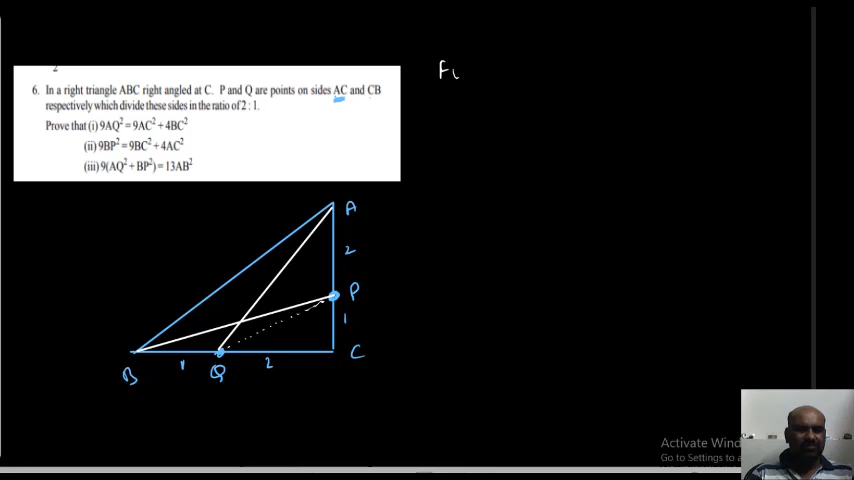 2
6. In a right triangle ABC right angled at C. P and Q are points on sides AC and CB
respectively which divide these sides in the ratio of 2 : 1.
Prove that (i) 9AQ² = 9AC² + 4BC²
(ii) 9BP² = 9BC² + 4AC²
(iii) 9(AQ² + BP²) = 13AB²
A
2
P
1
C
B
1
Q
2
Activate Wind
Go to Settings to a